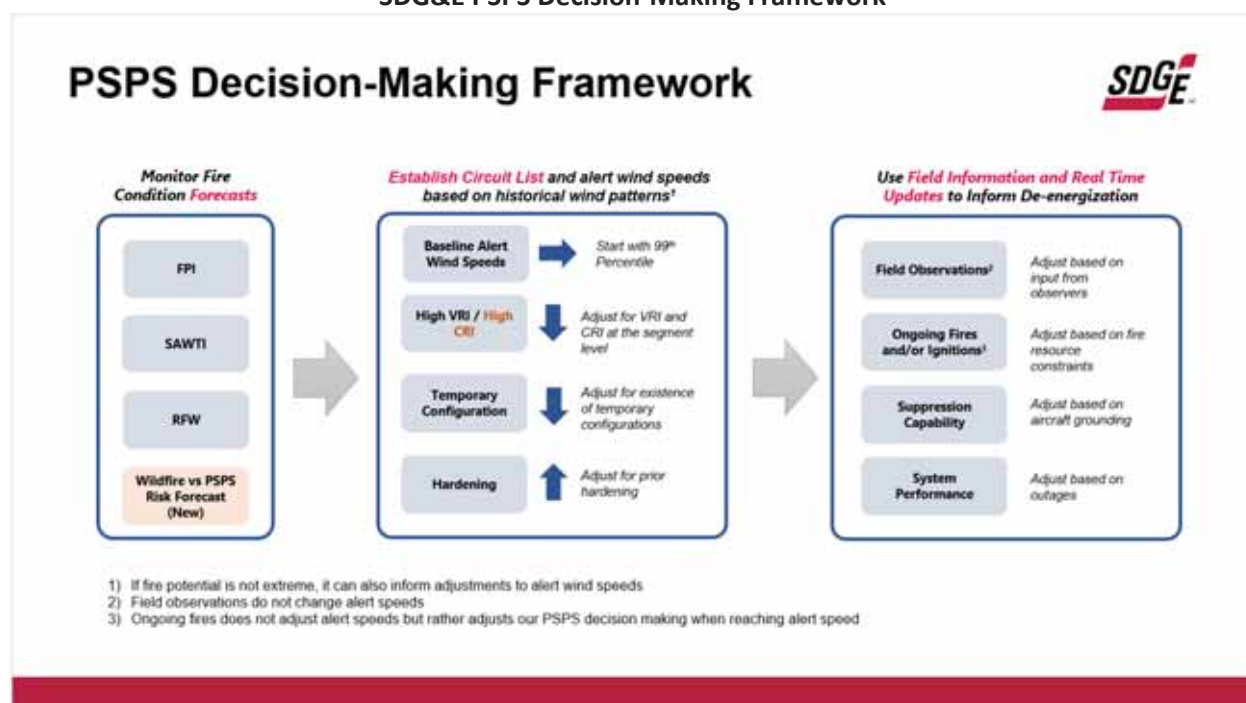 SDG&E PSPS Decision-Making Framework
PSPS Decision-Making Framework
SDGE
Monitor Fire
Condition Forecasts
FPI
SAWTI
RFW
Wildfire vs PSPS
Risk Forecast
(New)
Establish Circuit List and alert wind speeds
based on historical wind patterns¹
Baseline Alert
Wind Speeds
Start with 99th
Percentile
High VRI / High
CRI
Adjust for VRI and
CRI at the segment
level
Temporary
Configuration
Adjust for existence
of temporary
configurations
Hardening
Adjust for prior
hardening
Use Field Information and Real Time
Updates to Inform De-energization
Field Observations²
Adjust based on
input from
observers
Ongoing Fires
and/or Ignitions³
Adjust based on fire
resource
constraints
Suppression
Capability
Adjust based on
aircraft grounding
System
Performance
Adjust based on
outages
1) If fire potential is not extreme, it can also inform adjustments to alert wind speeds
2) Field observations do not change alert speeds
3) Ongoing fires does not adjust alert speeds but rather adjusts our PSPS decision making when reaching alert speed